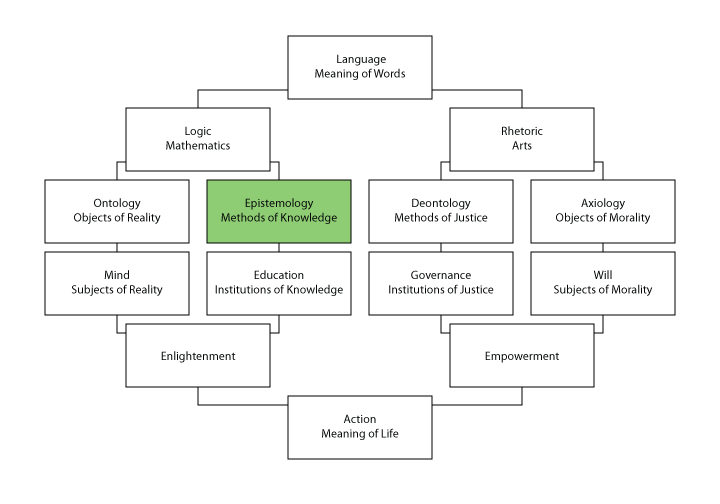 Language
Meaning of Words
Logic
Mathematics
Rhetoric
Arts
Ontology
Objects of Reality
Epistemology
Methods of Knowledge
Deontology
Methods of Justice
Axiology
Objects of Morality
Mind
Subjects of Reality
Education
Institutions of Knowledge
Governance
Institutions of Justice
Will
Subjects of Morality
Enlightenment
Empowerment
Action
Meaning of Life